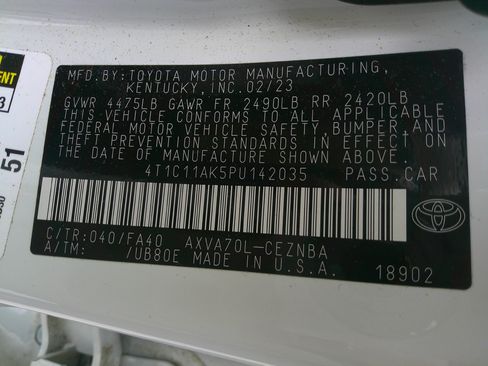 MFD.BY:TOYOTA MOTOR MANUFACTURING,
KENTUCKY,INC.02/23
GVWR 4475LB GAWR FR 2490LB RR 2420LB
THIS VEHICLE CONFORMS TO ALL APPLICABLE
FEDERAL MOTOR VEHICLE SAFETY,BUMPER,AND
THEFT PREVENTION STANDARDS IN EFFECT ON
THE DATE OF MANUFACTURE SHOWN ABOVE.
4T1C11AK5PU142035 PASS.CAR
C/TR:040/FA40 AXVA70L-CEZNBA
A/TM: /UB80E MADE IN U.S.A.
18902
51